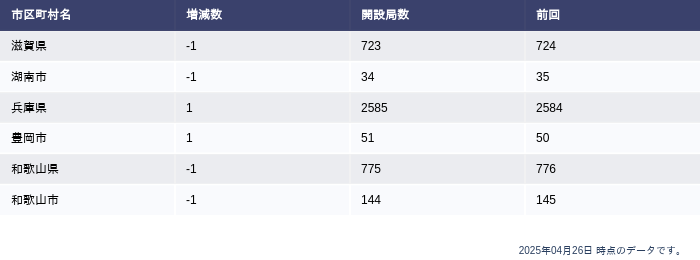 市区町村名 増減数 開設局数 前回
滋賀県 -1 723 724
湖南市 -1 34 35
兵庫県 1 2585 2584
豊岡市 1 51 50
和歌山県 -1 775 776
和歌山市 -1 144 145
2025年04月26日 時点のデータです。